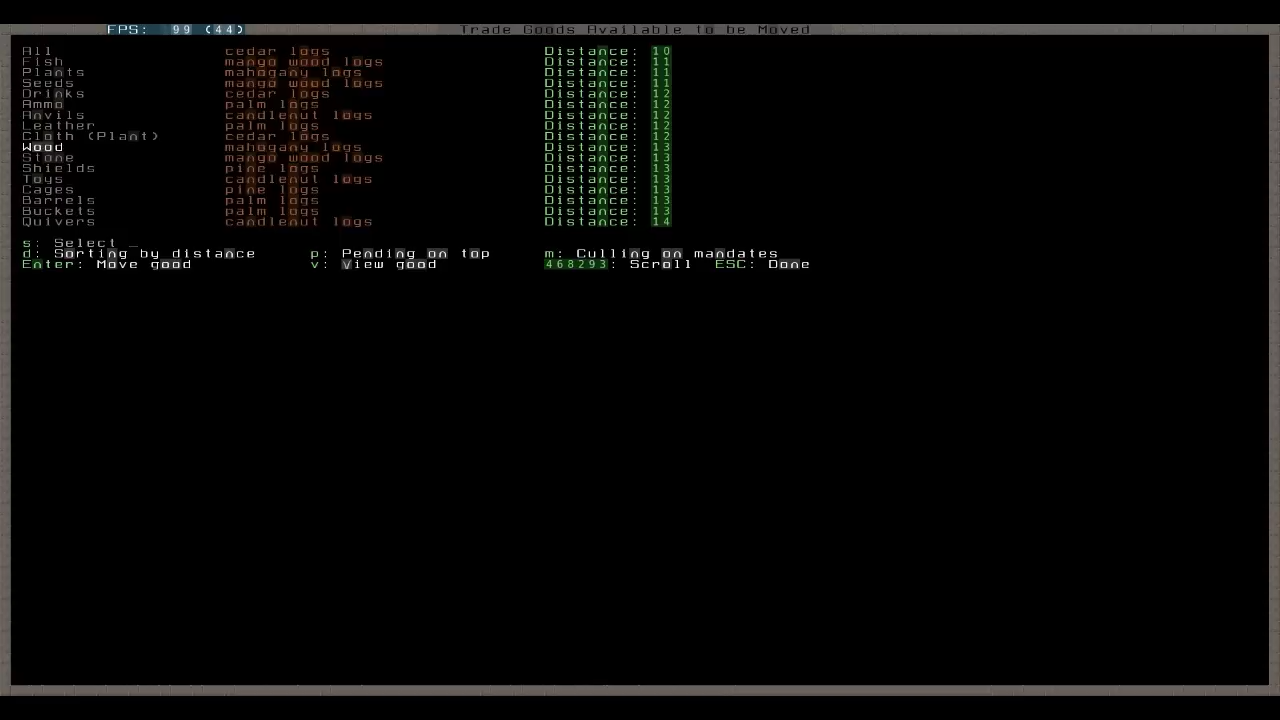 FPS: 99 (44) Trade Goods Available to be Moved
All cedar logs Distance: 10
Fish mango wood logs Distance: 11
Plants mahogany logs Distance: 11
Seeds mango wood logs Distance: 11
Drinks cedar logs Distance: 12
Ammo palm logs Distance: 12
Anvils candlenut logs Distance: 12
Leather palm logs Distance: 12
Cloth (Plant) cedar logs Distance: 12
Wood mahogany logs Distance: 13
Stone mango wood logs Distance: 13
Shields pine logs Distance: 13
Toys candlenut logs Distance: 13
Cages pine logs Distance: 13
Barrels palm logs Distance: 13
Buckets palm logs Distance: 13
Quivers candlenut logs Distance: 14
s: Select _
d: Sorting by distance p: Pending on top m: Culling on mandates
Enter: Move good v: View good 468293: Scroll ESC: Done